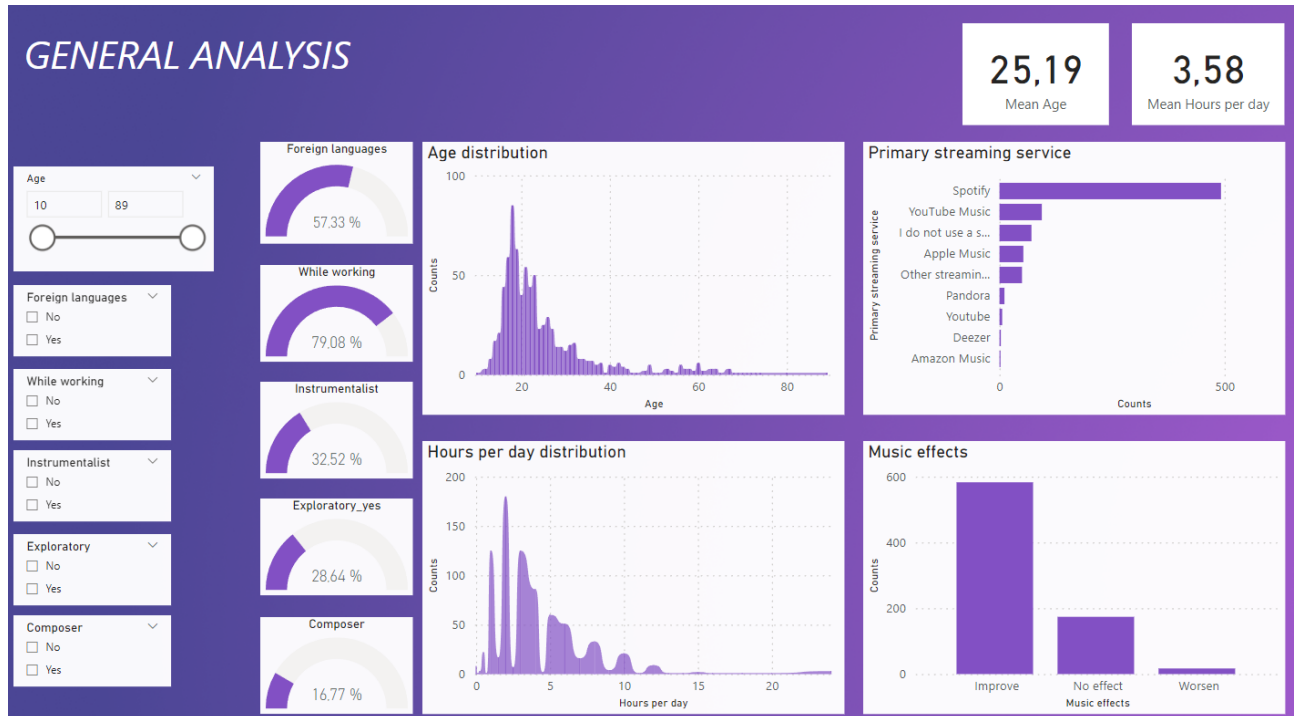 GENERAL ANALYSIS
25,19
Mean Age
3,58
Mean Hours per day
Age
10
89
Foreign languages
No
Yes
While working
No
Yes
Instrumentalist
No
Yes
Exploratory
No
Yes
Composer
No
Yes
Foreign languages
57.33 %
While working
79.08 %
Instrumentalist
32.52 %
Exploratory_yes
28.64 %
Composer
16,77 %
Age distribution
100
50
0
20
40
60
80
Counts
Age
Primary streaming service
Primary streaming service
Spotify
YouTube Music
I do not use a s...
Apple Music
Other streamin...
Pandora
Youtube
Deezer
Amazon Music
0
500
Counts
Hours per day distribution
200
150
100
50
0
0
5
10
15
20
Counts
Hours per day
Music effects
600
400
200
0
Counts
Improve
No effect
Worsen
Music effects